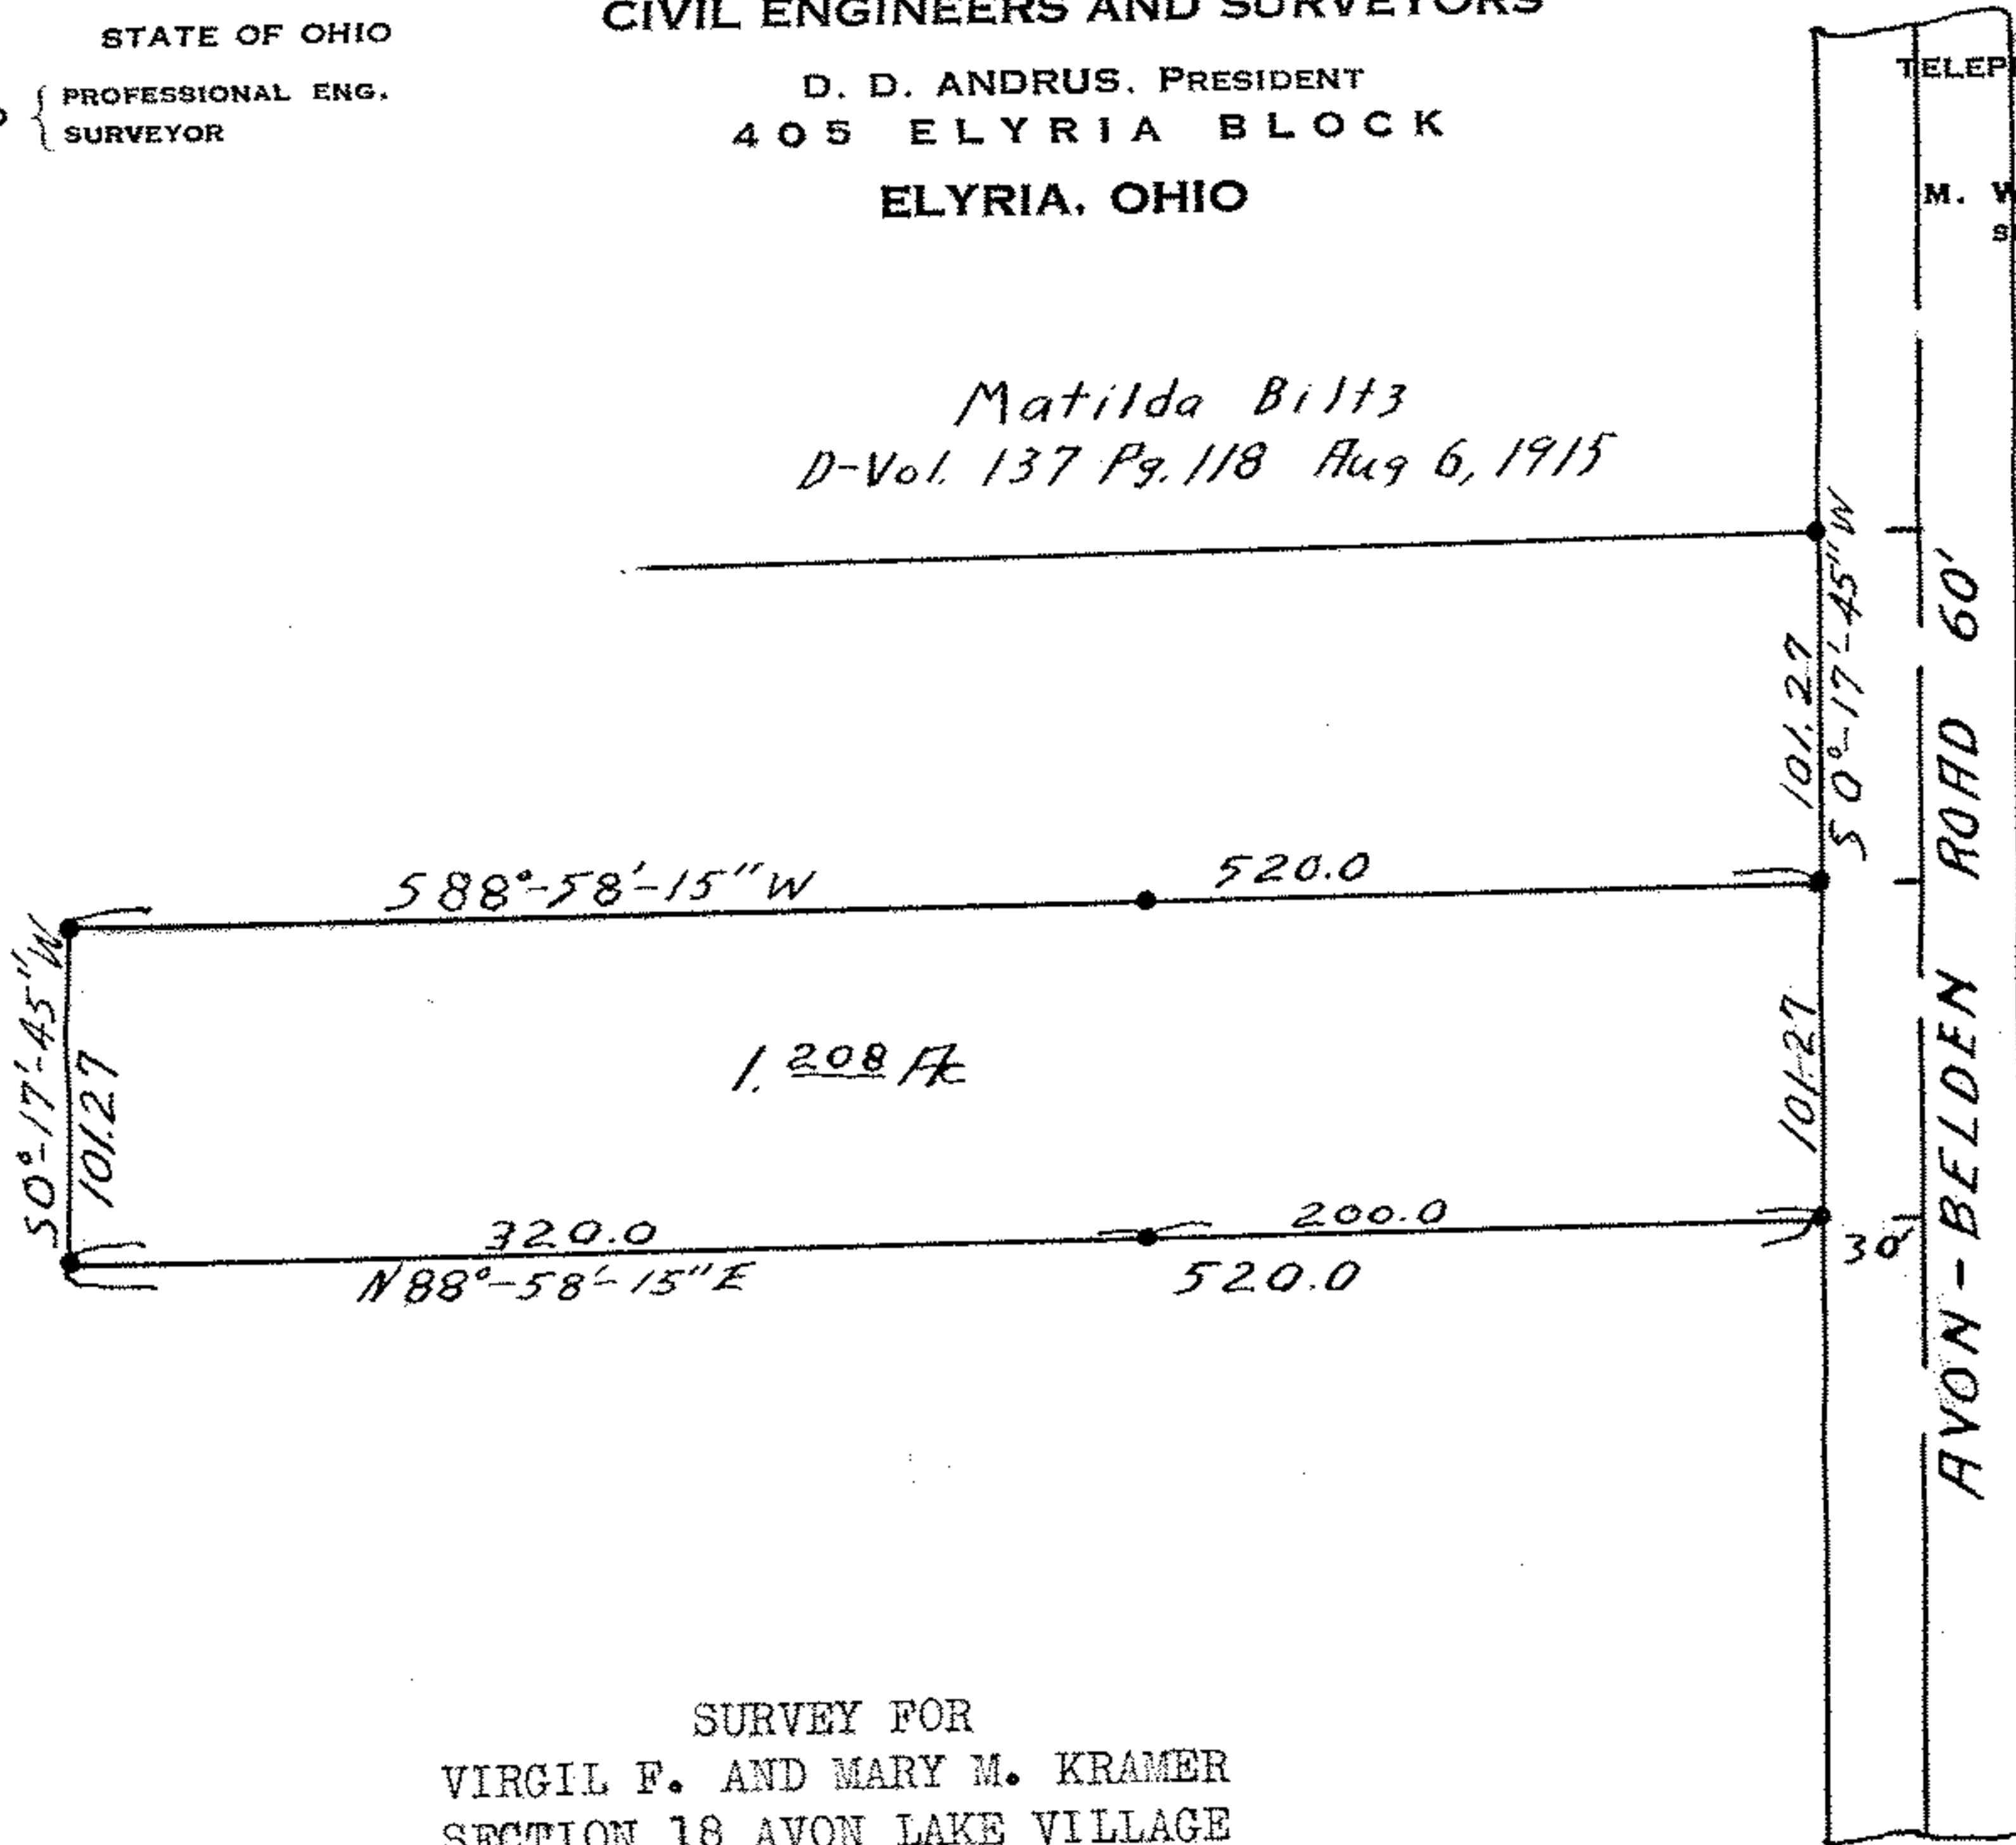 STATE OF OHIO
PROFESSIONAL ENG.
SURVEYOR
CIVIL ENGINEERS AND SURVEYORS
D. D. ANDRUS. PRESIDENT
405 ELYRIA BLOCK
ELYRIA. OHIO
M. W
Matilda Biltz
D-Vol. 137 Pg. 118 Aug 6, 1915
101.27
S 0°-17'-45" W
AVON-BELDEN ROAD 60'
S 88°-58'-15" W
520.0
S 0°-17'-45" W
101.27
1.208 Ac
101.27
320.0
200.0
N 88°-58'-15" E
520.0
30'
SURVEY FOR
VIRGIL F. AND MARY M. KRAMER
SECTION 18 AVON LAKE VILLAGE